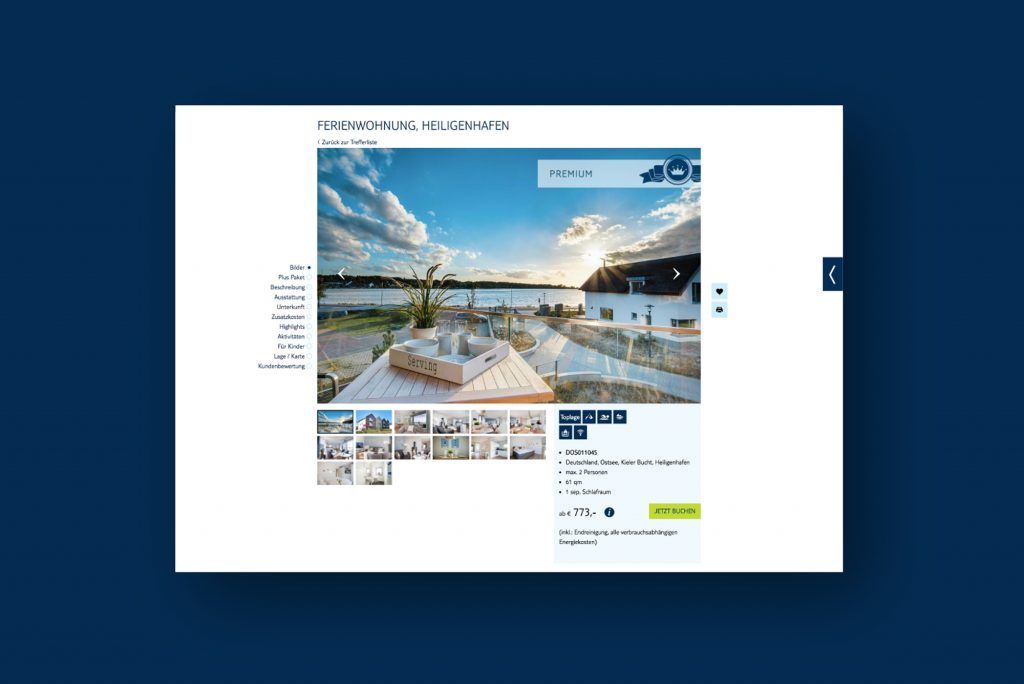 FERIENWOHNUNG, HEILIGENHAFEN
Zurück zur Trefferliste
PREMIUM
Bilder
Plus Paket
Beschreibung
Ausstattung
Unterkunft
Zusatzkosten
Highlights
Aktivitäten
Für Kinder
Lage / Karte
Kundenbewertung
Serving
Toplage
DOS011045
Deutschland, Ostsee, Kieler Bucht, Heiligenhafen
max. 2 Personen
61 qm
1 sep. Schlafraum
ab € 773,- i
JETZT BUCHEN
(inkl.: Endreinigung, alle verbrauchsabhängigen
Energiekosten)